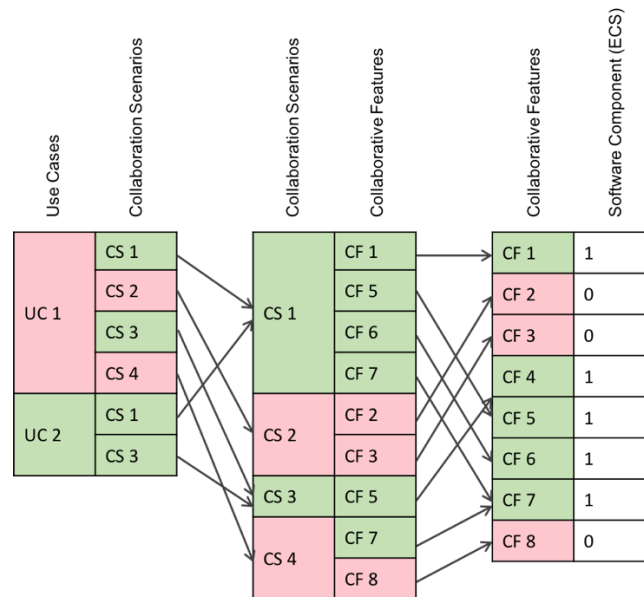 Use Cases
Collaboration Scenarios
Collaboration Scenarios
Collaborative Features
Collaborative Features
Software Component (ECS)
UC 1
CS 1
CS 2
CS 3
CS 4
UC 2
CS 1
CS 3
CS 1
CF 1
CF 5
CF 6
CF 7
CS 2
CF 2
CF 3
CS 3
CF 5
CS 4
CF 7
CF 8
CF 1 1
CF 2 0
CF 3 0
CF 4 1
CF 5 1
CF 6 1
CF 7 1
CF 8 0